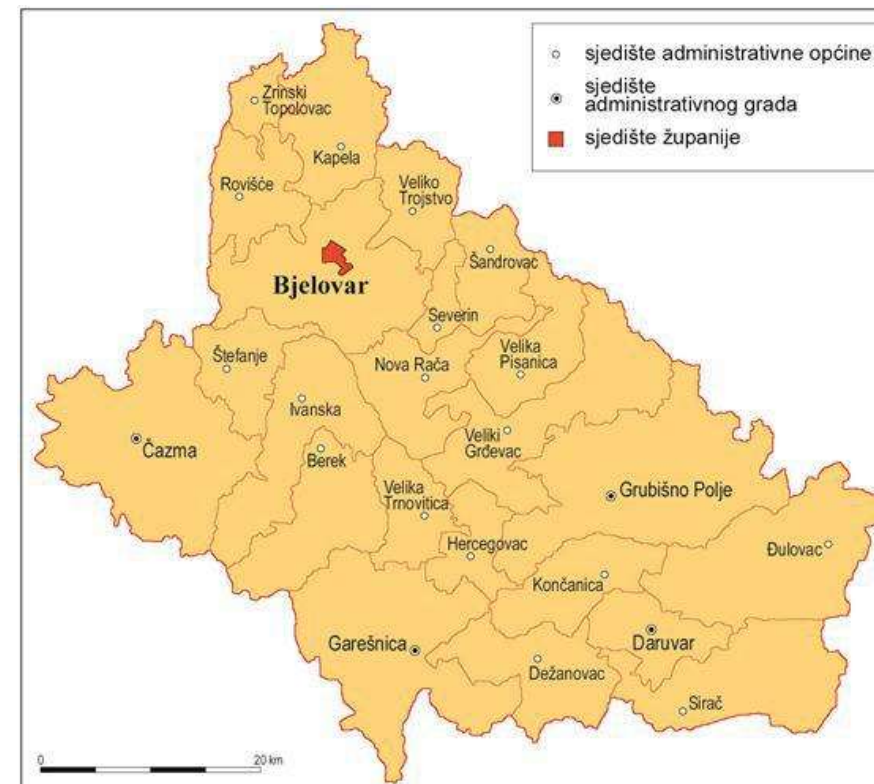 sjedište administrativne općine
sjedište
administrativnog grada
sjedište županije
Zrinski
Topolovac
Kapela
Rovišće
Veliko
Trojstvo
Šandrovac
Bjelovar
Severin
Štefanje
Nova Rača
Velika
Pisanica
Ivanska
Čazma
Berek
Veliki
Grđevac
Velika
Trnovitica
Grubišno Polje
Hercegovac
Đulovac
Končanica
Garešnica
Daruvar
Dežanovac
Sirač
0
20 km